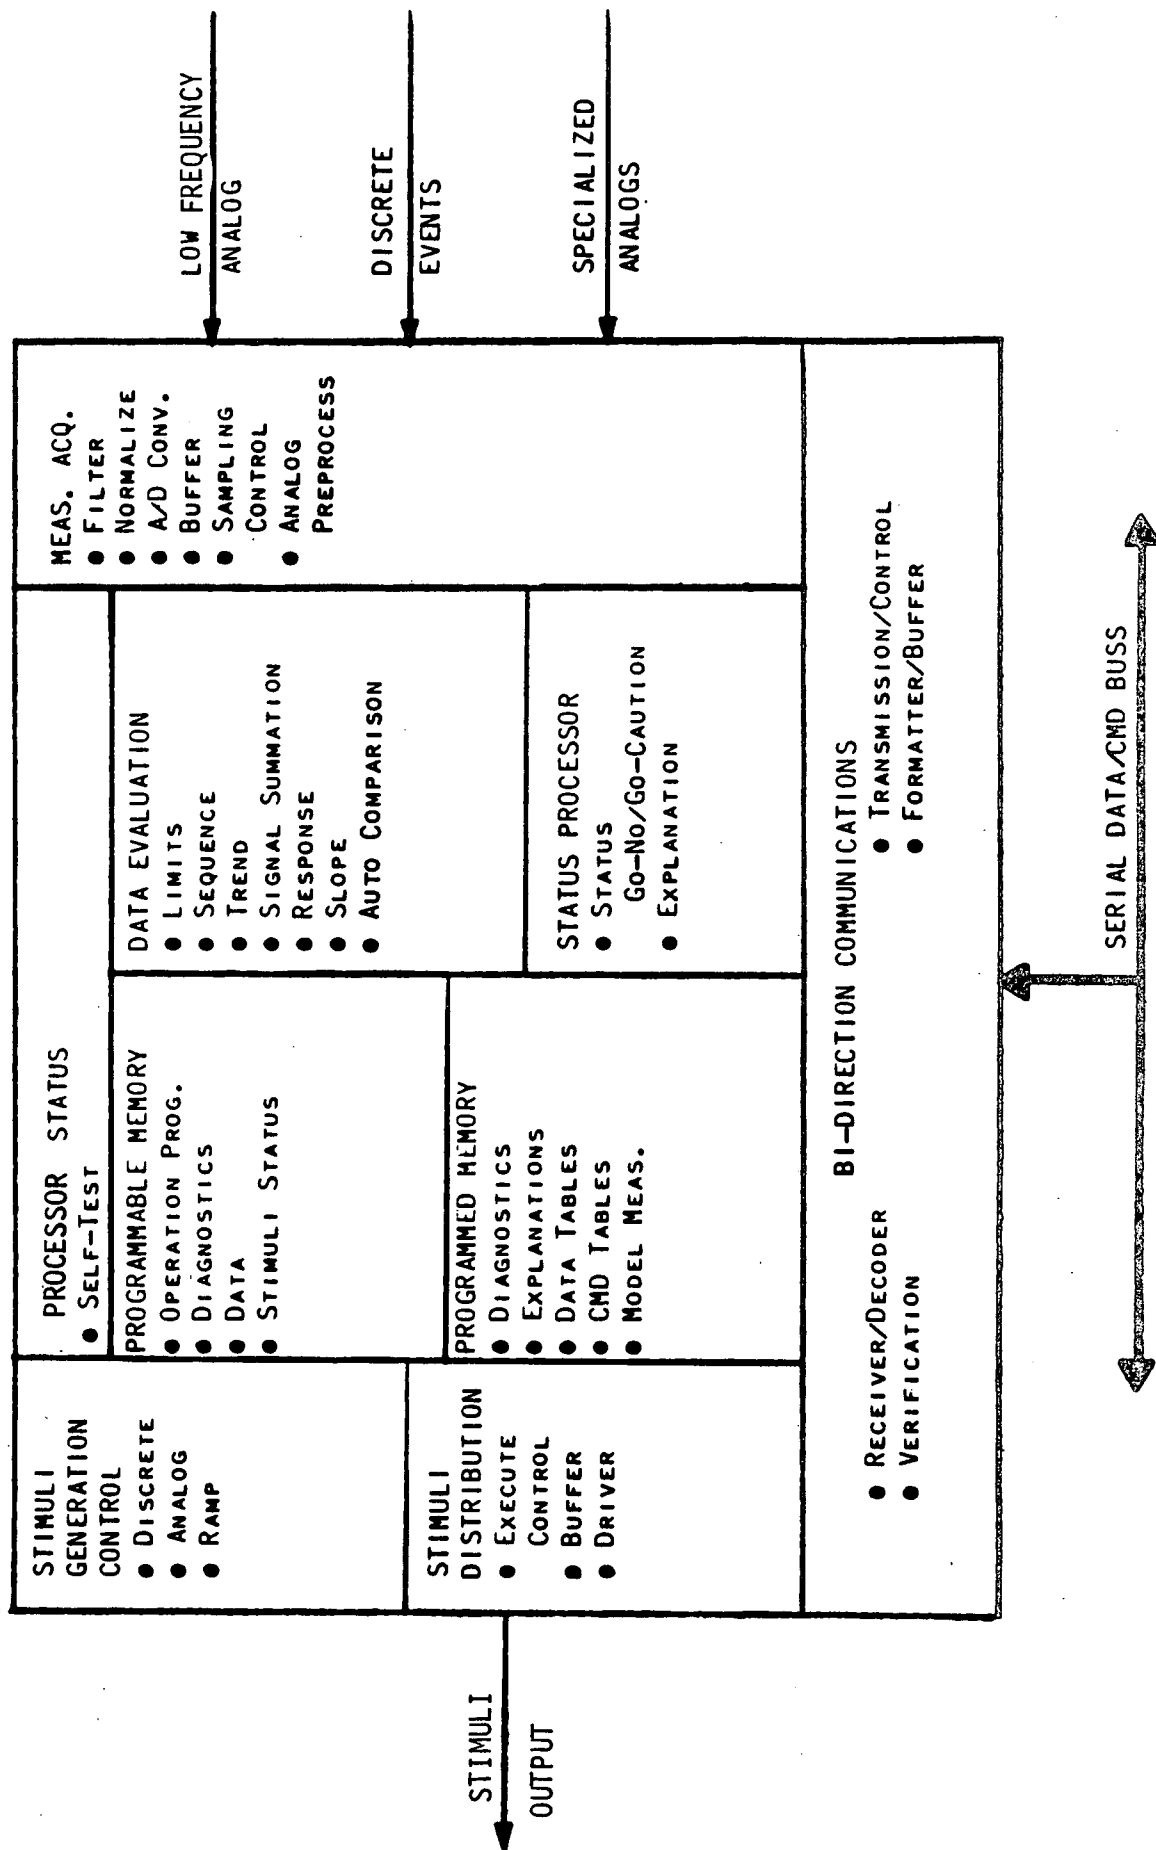 STIMULI
GENERATION
CONTROL
● DISCRETE
● ANALOG
● RAMP
STIMULI
DISTRIBUTION
● EXECUTE
CONTROL
● BUFFER
● DRIVER
STIMULI
OUTPUT
PROCESSOR STATUS
● SELF-TEST
PROGRAMMABLE MEMORY
● OPERATION PROG.
● DIAGNOSTICS
● DATA
● STIMULI STATUS
PROGRAMMED MEMORY
● DIAGNOSTICS
● EXPLANATIONS
● DATA TABLES
● CMD TABLES
● MODEL MEAS.
DATA EVALUATION
● LIMITS
● SEQUENCE
● TREND
● SIGNAL SUMMATION
● RESPONSE
● SLOPE
● AUTO COMPARISON
STATUS PROCESSOR
● STATUS
GO-NO/GO-CAUTION
● EXPLANATION
MEAS. ACQ.
● FILTER
● NORMALIZE
● A/D CONV.
● BUFFER
● SAMPLING
CONTROL
● ANALOG
PREPROCESS
LOW FREQUENCY
ANALOG
DISCRETE
EVENTS
SPECIALIZED
ANALOGS
BI-DIRECTION COMMUNICATIONS
● RECEIVER/DECODER
● VERIFICATION
● TRANSMISSION/CONTROL
● FORMATTER/BUFFER
SERIAL DATA/CMD BUSS